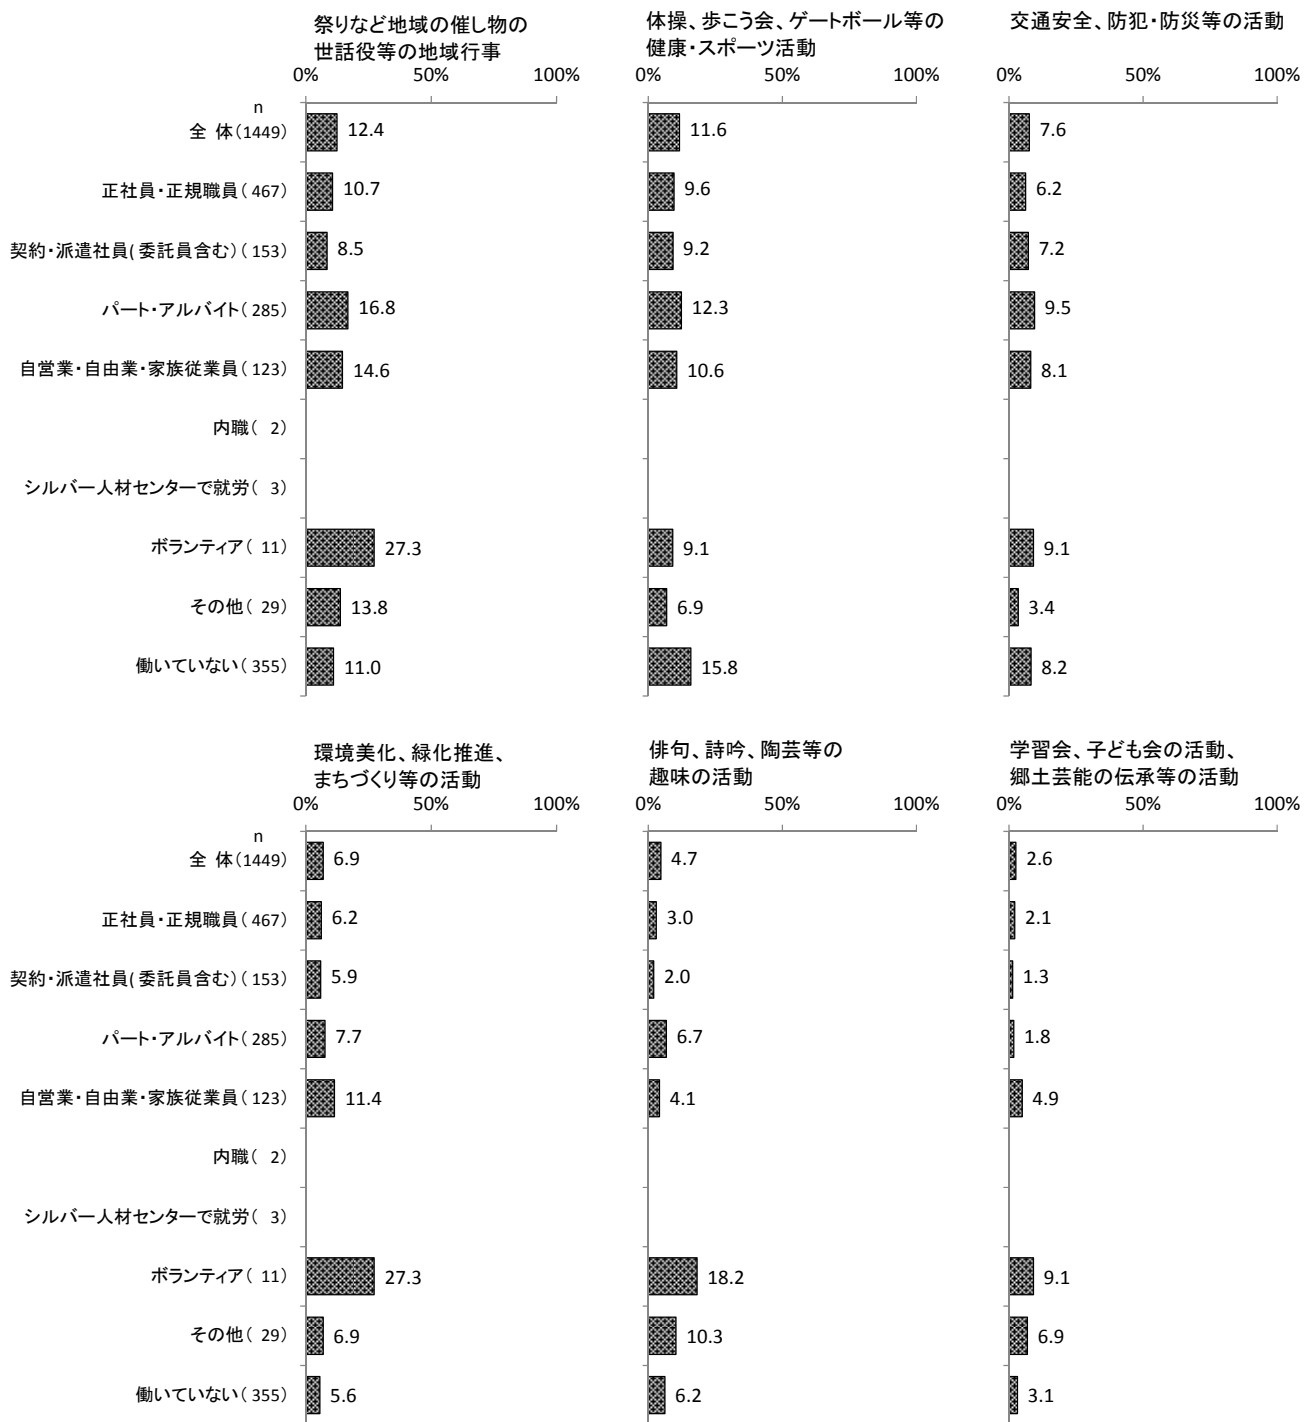 祭りなど地域の催し物の
世話役等の地域行事
体操、歩こう会、ゲートボール等の
健康・スポーツ活動
交通安全、防犯・防災等の活動
0% 50% 100% 0% 50% 100% 0% 50% 100%
n
全 体(1449) 12.4 11.6 7.6
正社員・正規職員( 467) 10.7 9.6 6.2
契約・派遣社員( 委託員含む)( 153) 8.5 9.2 7.2
パート・アルバイト( 285) 16.8 12.3 9.5
自営業・自由業・家族従業員( 123) 14.6 10.6 8.1
内職( 2)
シルバー人材センターで就労( 3)
ボランティア( 11) 27.3 9.1 9.1
その他( 29) 13.8 6.9 3.4
働いていない( 355) 11.0 15.8 8.2
環境美化、緑化推進、
まちづくり等の活動
俳句、詩吟、陶芸等の
趣味の活動
学習会、子ども会の活動、
郷土芸能の伝承等の活動
0% 50% 100% 0% 50% 100% 0% 50% 100%
n
全 体(1449) 6.9 4.7 2.6
正社員・正規職員( 467) 6.2 3.0 2.1
契約・派遣社員( 委託員含む)( 153) 5.9 2.0 1.3
パート・アルバイト( 285) 7.7 6.7 1.8
自営業・自由業・家族従業員( 123) 11.4 4.1 4.9
内職( 2)
シルバー人材センターで就労( 3)
ボランティア( 11) 27.3 18.2 9.1
その他( 29) 6.9 10.3 6.9
働いていない( 355) 5.6 6.2 3.1